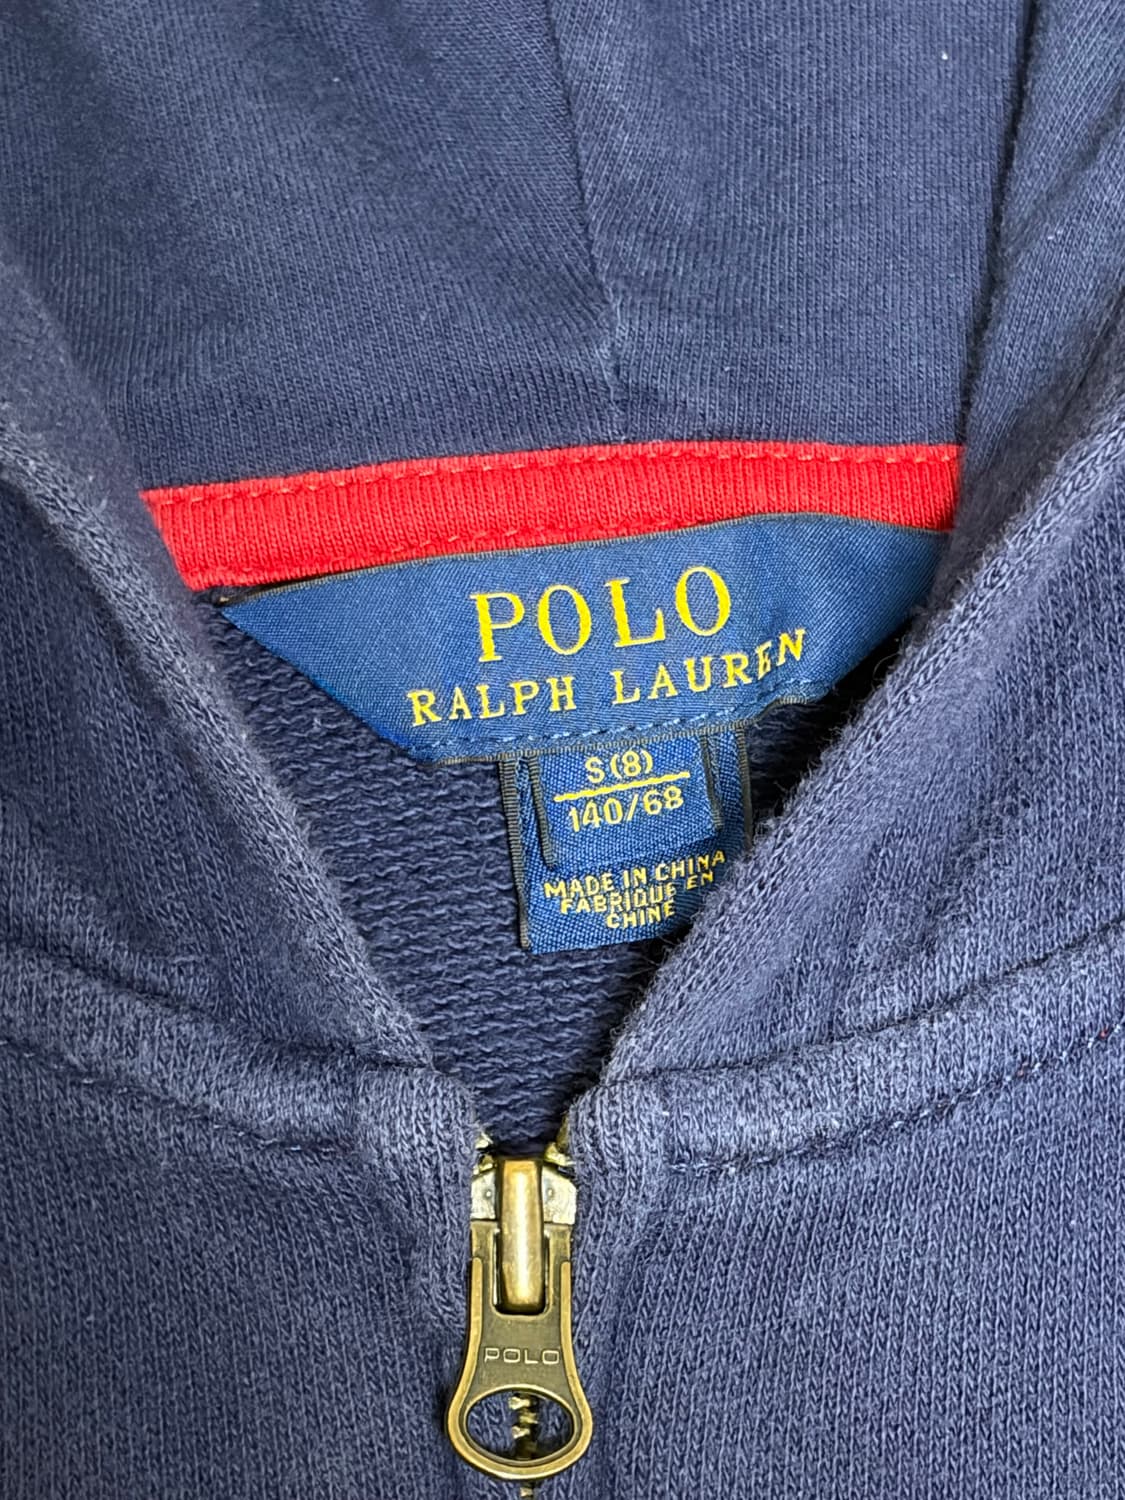 POLO
RALPH LAUREN
S(8)
140/68
MADE IN CHINA
FABRIQUE EN
CHINE
POLO